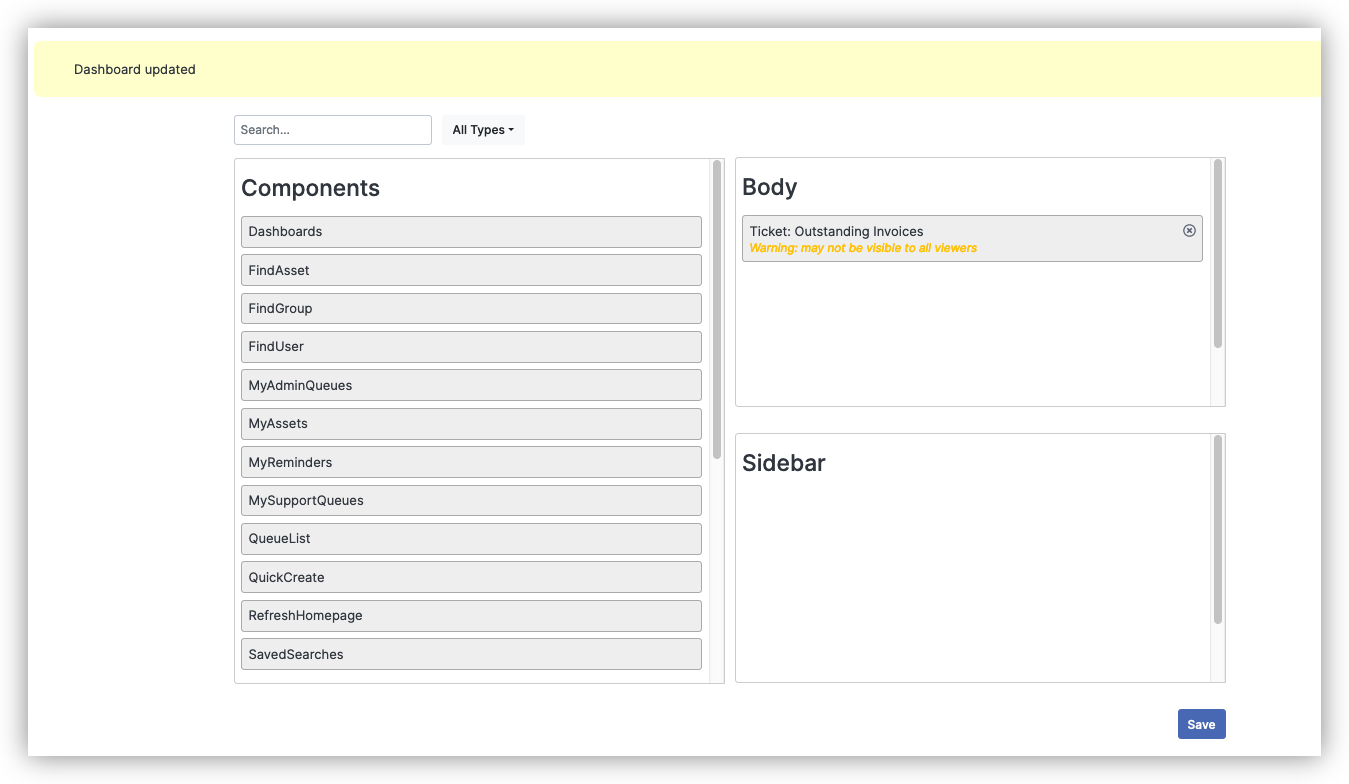 Dashboard updated
Search...
All Types
Components
Dashboards
FindAsset
FindGroup
FindUser
MyAdminQueues
MyAssets
MyReminders
MySupportQueues
QueueList
QuickCreate
RefreshHomepage
SavedSearches
Body
Ticket: Outstanding Invoices
Warning: may not be visible to all viewers
Sidebar
Save